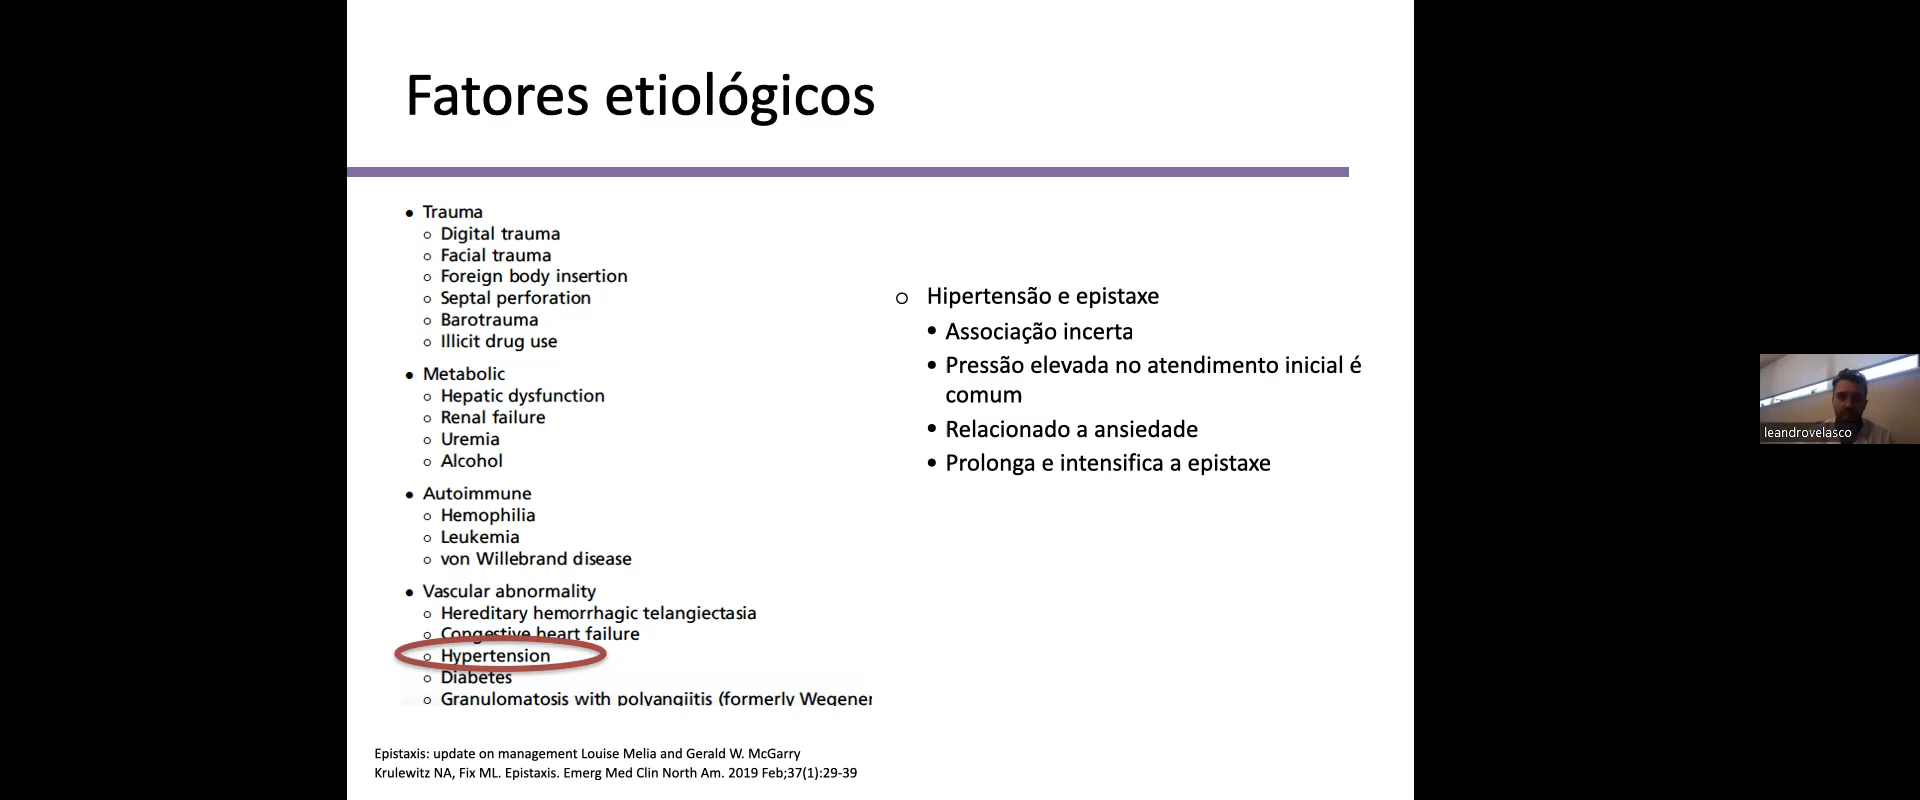 Fatores etiológicos
• Trauma
○ Digital trauma
○ Facial trauma
○ Foreign body insertion
○ Septal perforation
○ Barotrauma
○ Illicit drug use
• Metabolic
○ Hepatic dysfunction
○ Renal failure
○ Uremia
○ Alcohol
• Autoimmune
○ Hemophilia
○ Leukemia
○ von Willebrand disease
• Vascular abnormality
○ Hereditary hemorrhagic telangiectasia
○ Congestive heart failure
○ Hypertension
○ Diabetes
○ Granulomatosis with polyangiitis (formerly Wegener
○ Hipertensão e epistaxe
• Associação incerta
• Pressão elevada no atendimento inicial é
comum
• Relacionado a ansiedade
• Prolonga e intensifica a epistaxe
Epistaxis: update on management Louise Melia and Gerald W. McGarry
Krulewitz NA, Fix ML. Epistaxis. Emerg Med Clin North Am. 2019 Feb;37(1):29-39
leandrovelasco